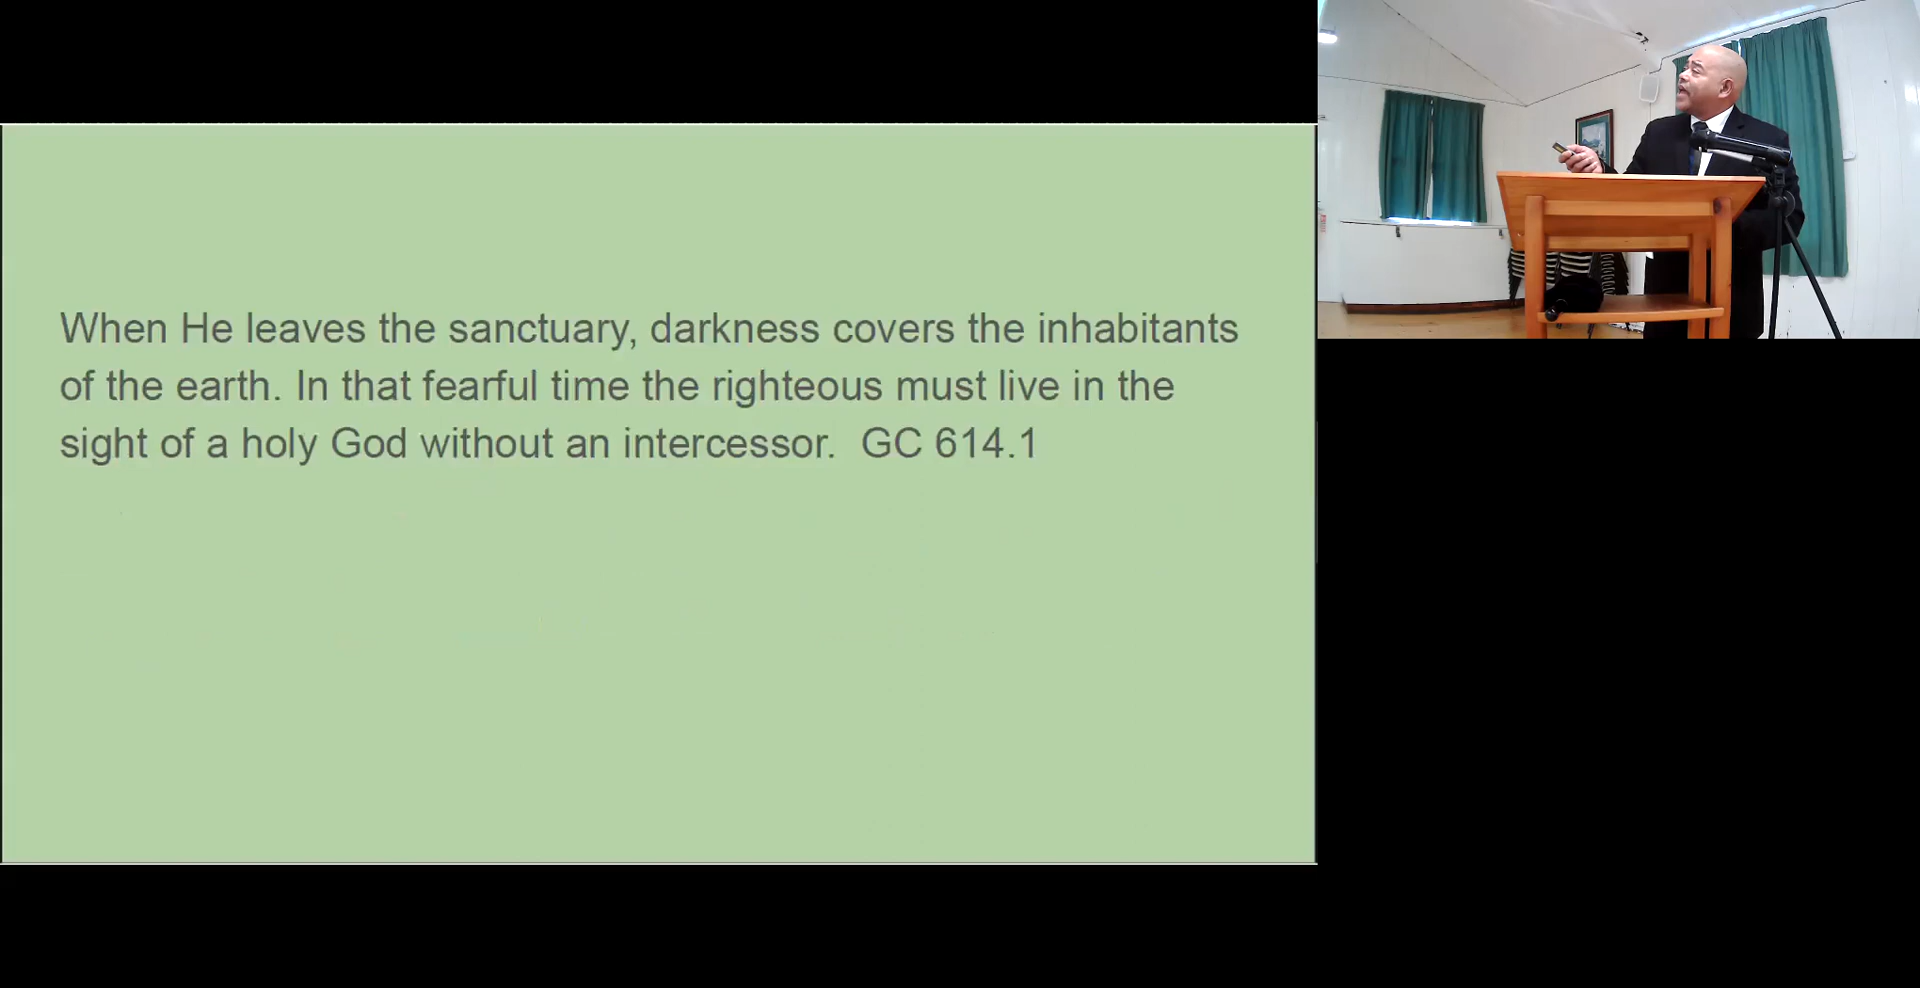 When He leaves the sanctuary, darkness covers the inhabitants
of the earth. In that fearful time the righteous must live in the
sight of a holy God without an intercessor.  GC 614.1